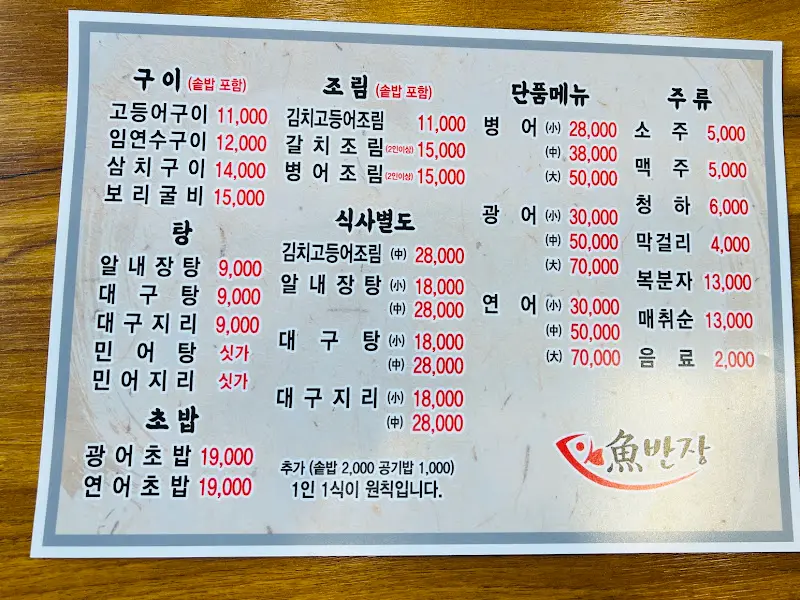 구이 (솥밥 포함)
고등어구이 11,000
임연수구이 12,000
삼치구이 14,000
보리굴비 15,000
탕
알내장탕 9,000
대구탕 9,000
대구지리 9,000
민어탕 싯가
민어지리 싯가
초밥
광어초밥 19,000
연어초밥 19,000
조림 (솥밥 포함)
김치고등어조림 11,000
갈치조림 (2인이상) 15,000
병어조림 (2인이상) 15,000
식사별도
김치고등어조림 (中) 28,000
알내장탕 (小) 18,000
(中) 28,000
대구탕 (小) 18,000
(中) 28,000
대구지리 (小) 18,000
(中) 28,000
추가 (솥밥 2,000 공기밥 1,000)
1인 1식이 원칙입니다.
단품메뉴
병어 (小) 28,000
(中) 38,000
(大) 50,000
광어 (小) 30,000
(中) 50,000
(大) 70,000
연어 (小) 30,000
(中) 50,000
(大) 70,000
주류
소주 5,000
맥주 5,000
청하 6,000
막걸리 4,000
복분자 13,000
매취순 13,000
음료 2,000
魚반장